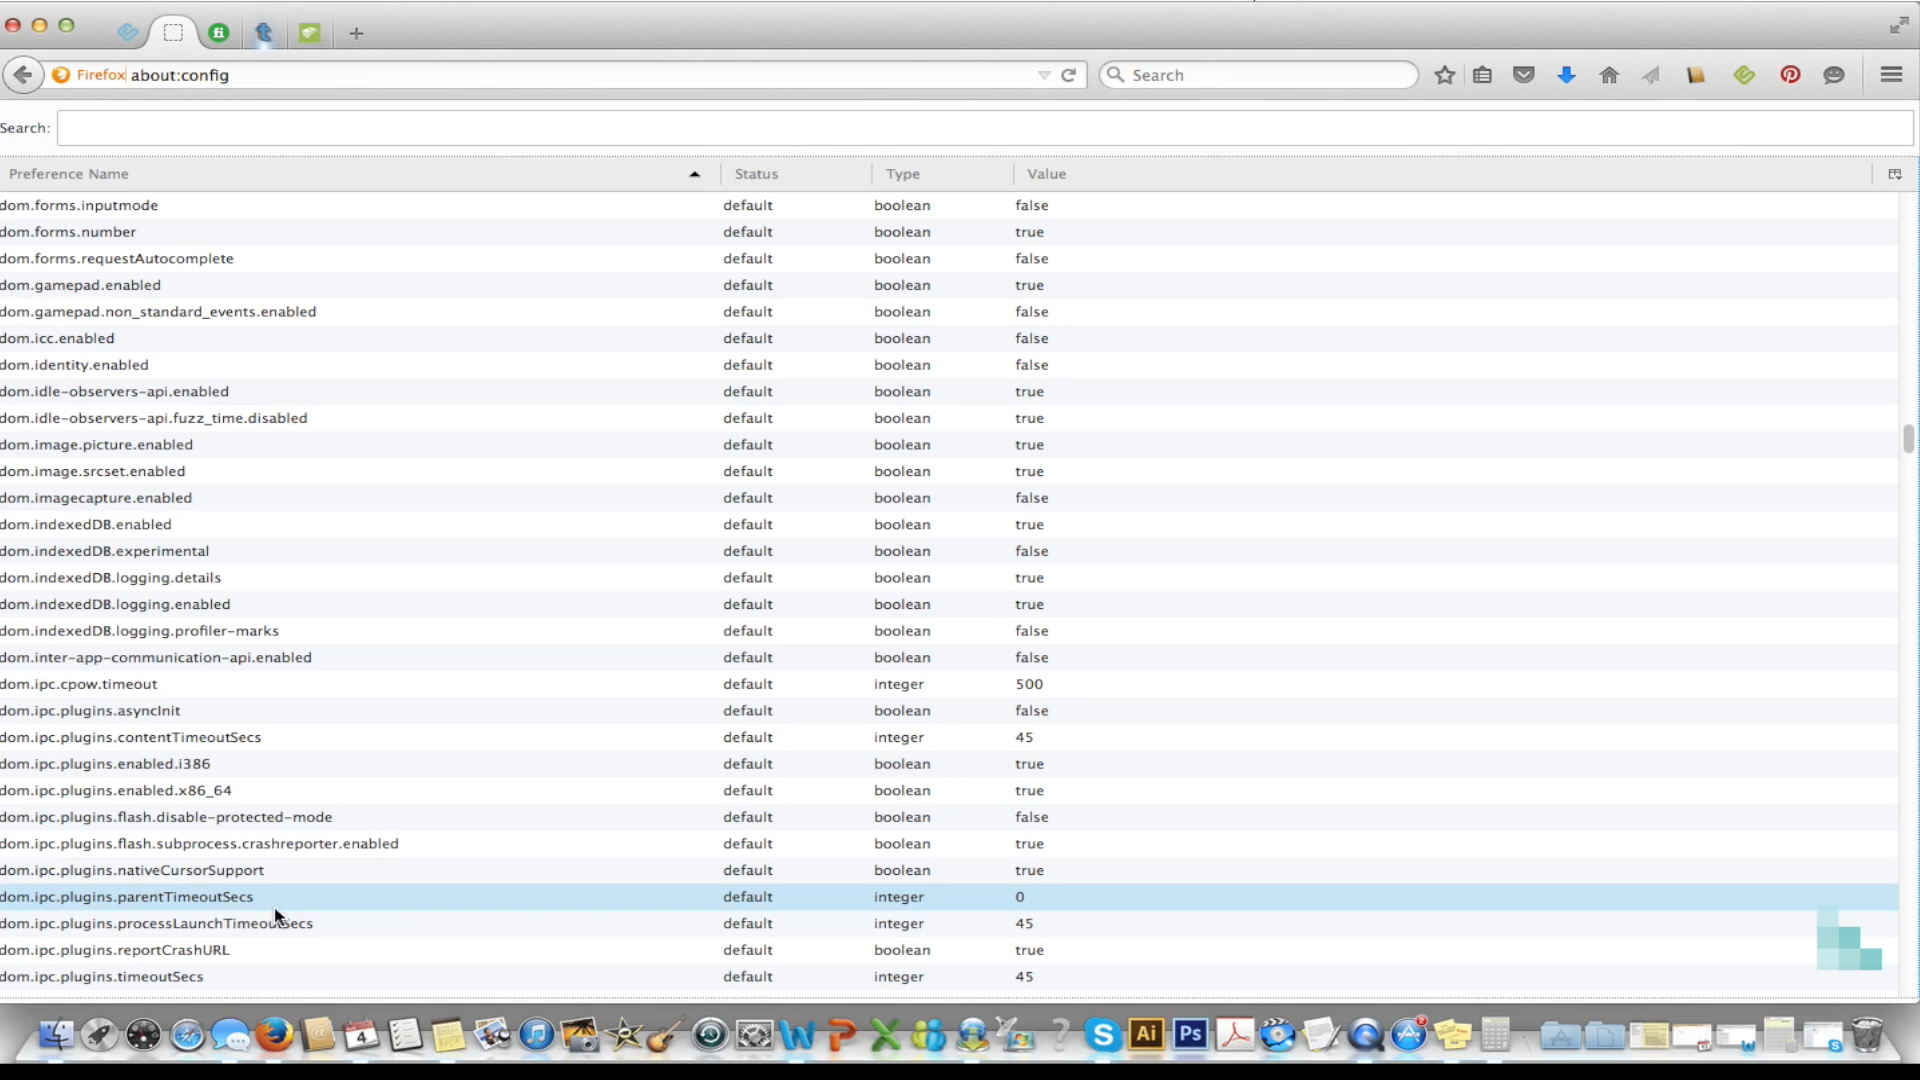 Firefox about:config
Search
Search:
Preference Name Status Type Value
dom.forms.inputmode default boolean false
dom.forms.number default boolean true
dom.forms.requestAutocomplete default boolean false
dom.gamepad.enabled default boolean true
dom.gamepad.non_standard_events.enabled default boolean false
dom.icc.enabled default boolean false
dom.identity.enabled default boolean false
dom.idle-observers-api.enabled default boolean true
dom.idle-observers-api.fuzz_time.disabled default boolean true
dom.image.picture.enabled default boolean true
dom.image.srcset.enabled default boolean true
dom.imagecapture.enabled default boolean false
dom.indexedDB.enabled default boolean true
dom.indexedDB.experimental default boolean false
dom.indexedDB.logging.details default boolean true
dom.indexedDB.logging.enabled default boolean true
dom.indexedDB.logging.profiler-marks default boolean false
dom.inter-app-communication-api.enabled default boolean false
dom.ipc.cpow.timeout default integer 500
dom.ipc.plugins.asyncInit default boolean false
dom.ipc.plugins.contentTimeoutSecs default integer 45
dom.ipc.plugins.enabled.i386 default boolean true
dom.ipc.plugins.enabled.x86_64 default boolean true
dom.ipc.plugins.flash.disable-protected-mode default boolean false
dom.ipc.plugins.flash.subprocess.crashreporter.enabled default boolean true
dom.ipc.plugins.nativeCursorSupport default boolean true
dom.ipc.plugins.parentTimeoutSecs default integer 0
dom.ipc.plugins.processLaunchTimeoutSecs default integer 45
dom.ipc.plugins.reportCrashURL default boolean true
dom.ipc.plugins.timeoutSecs default integer 45
4
Ai
Ps